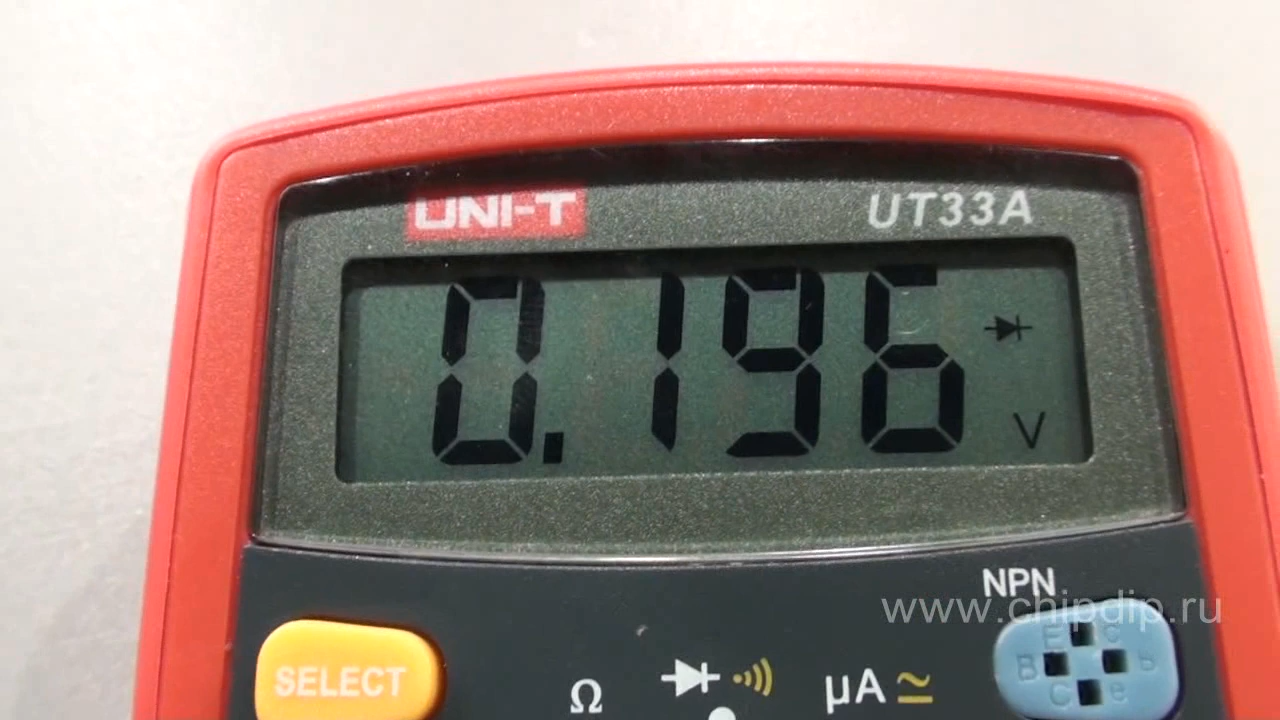 UNI-T UT33A
0.196
V
NPN
www.chipdip.ru
SELECT
Ω μA
E C
B b
C e